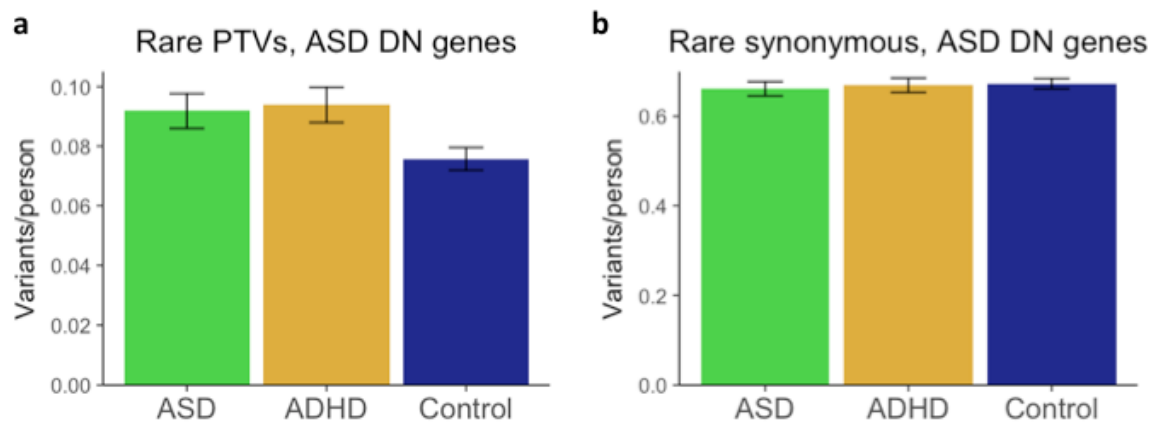 a
Rare PTVs, ASD DN genes
Variants/person
0.10
0.08
0.06
0.04
0.02
0.00
ASD ADHD Control
b
Rare synonymous, ASD DN genes
Variants/person
0.6
0.4
0.2
0.0
ASD ADHD Control